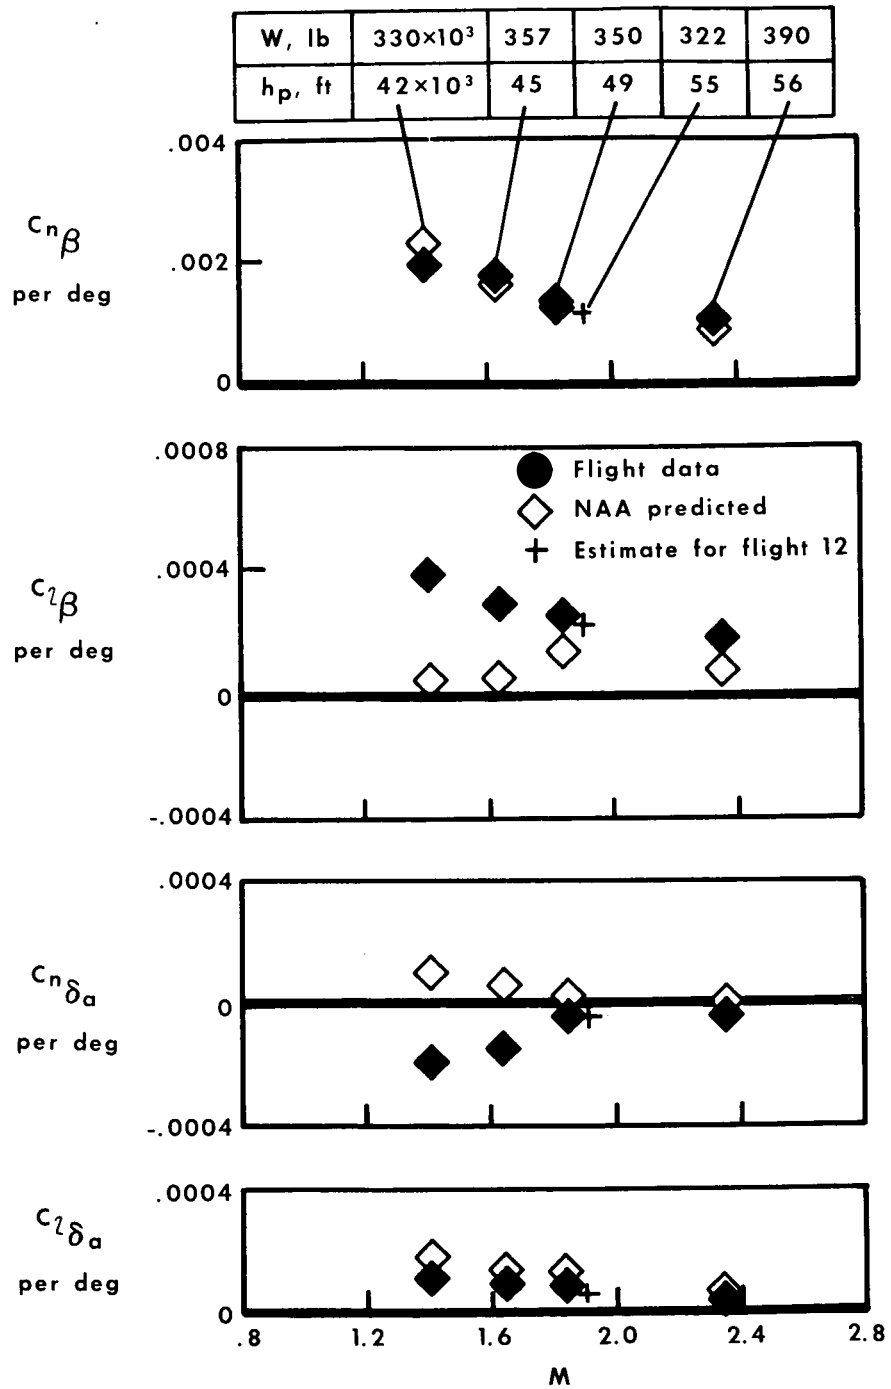 W, lb 330×10³ 357 350 322 390
hp, ft 42×10³ 45 49 55 56
.004
Cnβ
.002
per deg
0
.0008
Flight data
NAA predicted
Estimate for flight 12
.0004
Clβ
per deg
0
-.0004
.0004
Cnδa
0
per deg
-.0004
.0004
Clδa
per deg
0
.8 1.2 1.6 2.0 2.4 2.8
M